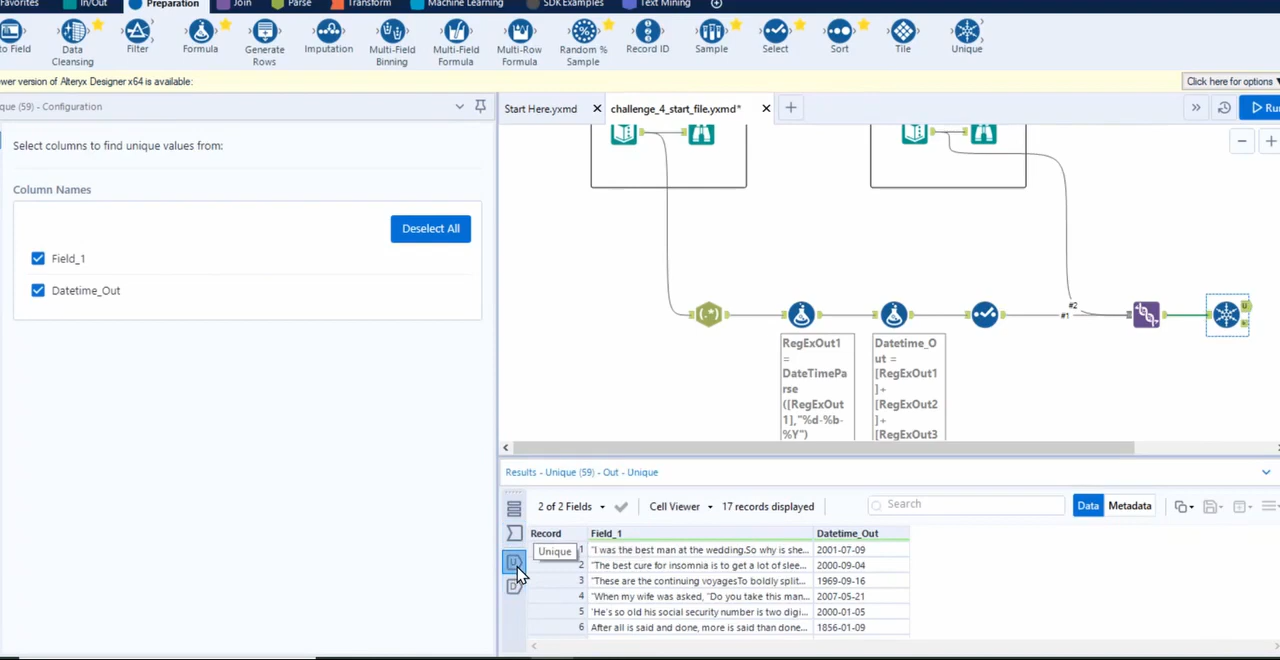 Favorites In/Out Preparation Join Parse Transform Machine Learning SDKExamples Text Mining
to Field
Data
Cleansing
Filter
Formula
Generate
Rows
Imputation
Multi-Field
Binning
Multi-Field
Formula
Multi-Row
Formula
Random %
Sample
Record ID
Sample
Select
Sort
Tile
Unique
ewer version of Alteryx Designer x64 is available:
Click here for options
que (59) - Configuration
Start Here.yxmd
challenge_4_start_file.yxmd*
Run
Select columns to find unique values from:
Column Names
Deselect All
Field_1
Datetime_Out
(.*)
#2
#1
RegExOut1
=
DateTimePa
rse
([RegExOut
1],"%d-%b-
%Y")
Datetime_O
ut =
[RegExOut1
]+
[RegExOut2
]+
[RegExOut3
Results - Unique (59) - Out - Unique
2 of 2 Fields Cell Viewer 17 records displayed Search Data Metadata
Record Field_1 Datetime_Out
Unique
1 "I was the best man at the wedding.So why is she... 2001-07-09
2 "The best cure for insomnia is to get a lot of slee... 2000-09-04
3 "These are the continuing voyagesTo boldly split... 1969-09-16
4 "When my wife was asked, "Do you take this man... 2007-05-21
5 'He's so old his social security number is two digi... 2000-01-05
6 After all is said and done, more is said than done... 1856-01-09